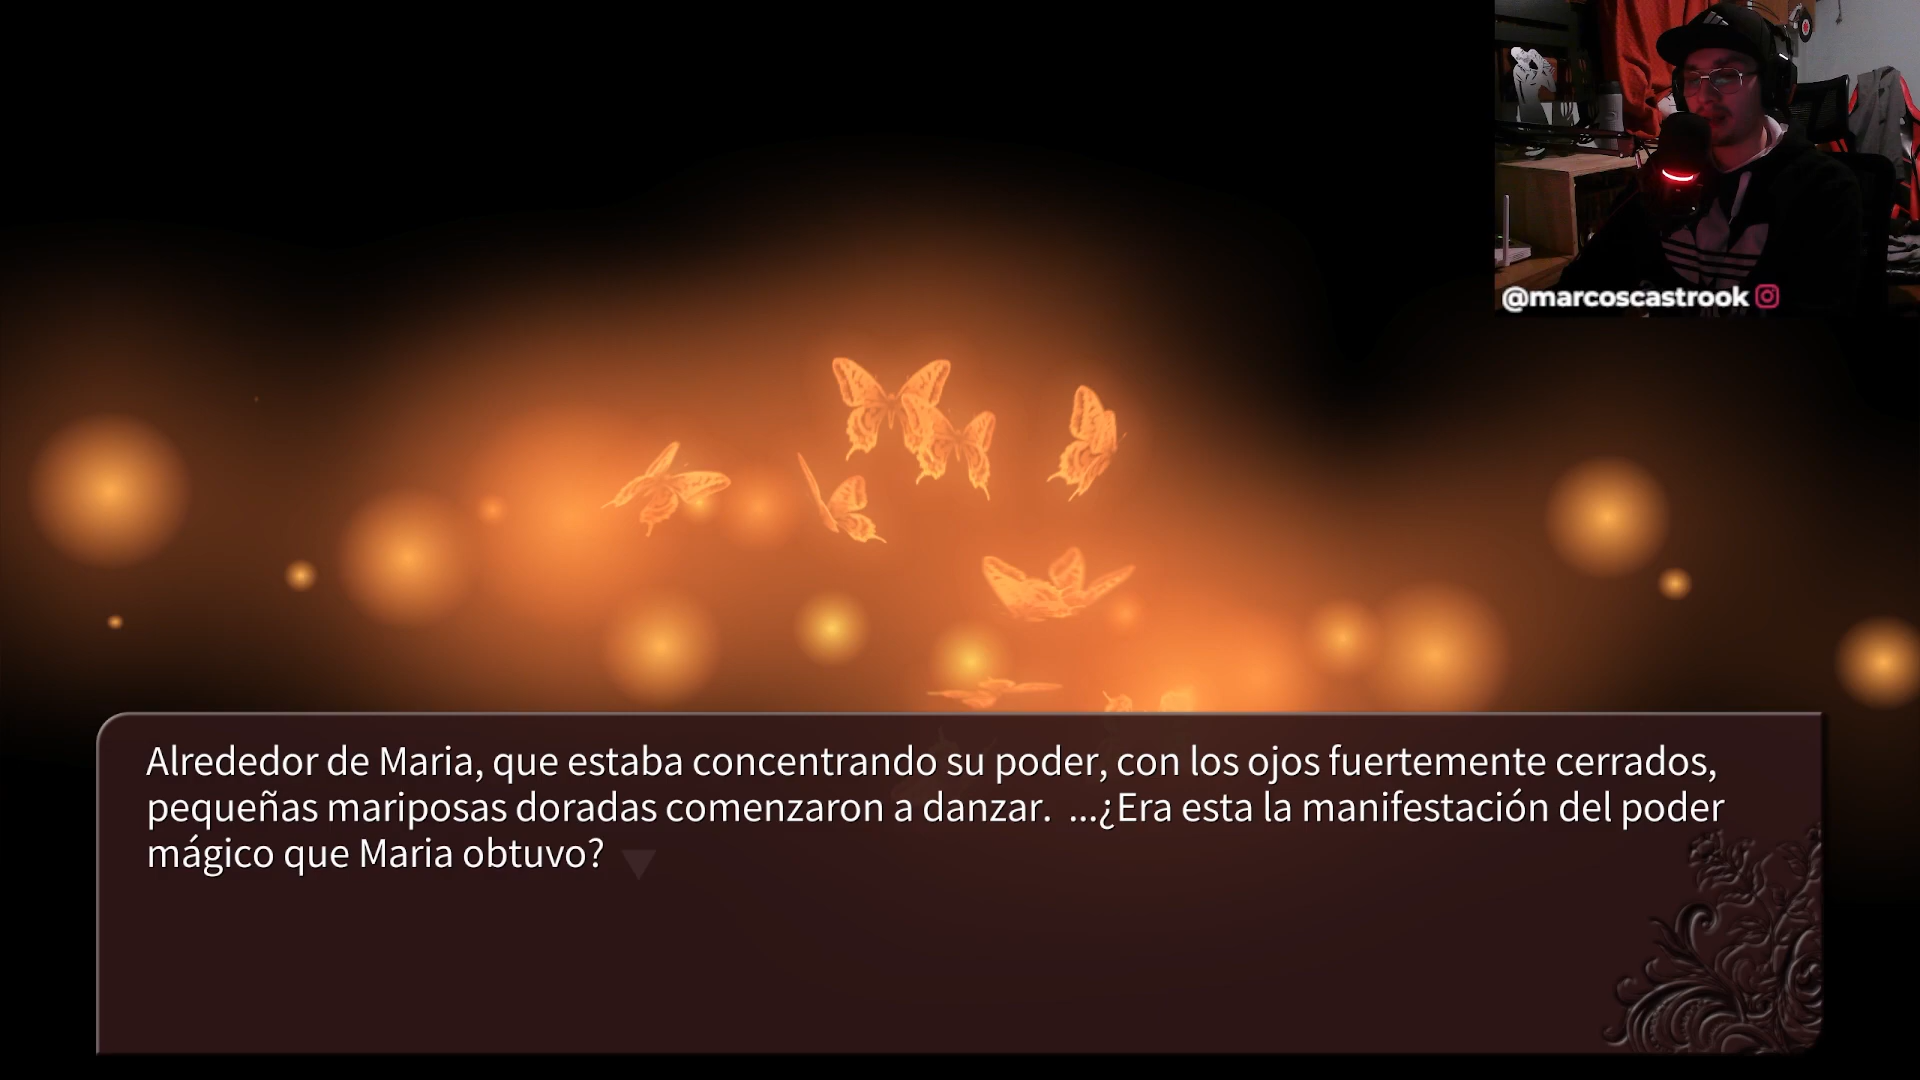 @marcoscastrook
Alrededor de Maria, que estaba concentrando su poder, con los ojos fuertemente cerrados,
pequeñas mariposas doradas comenzaron a danzar. ...¿Era esta la manifestación del poder
mágico que Maria obtuvo?